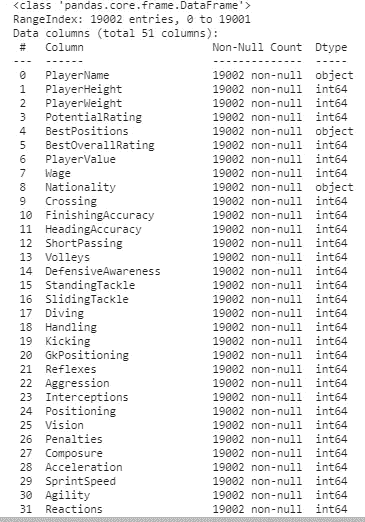 <class 'pandas.core.frame.DataFrame'>
RangeIndex: 19002 entries, 0 to 19001
Data columns (total 51 columns):
# Column Non-Null Count Dtype
--- ------ -------------- -----
0 PlayerName 19002 non-null object
1 PlayerHeight 19002 non-null int64
2 PlayerWeight 19002 non-null int64
3 PotentialRating 19002 non-null int64
4 BestPositions 19002 non-null object
5 BestOverallRating 19002 non-null int64
6 PlayerValue 19002 non-null int64
7 Wage 19002 non-null int64
8 Nationality 19002 non-null object
9 Crossing 19002 non-null int64
10 FinishingAccuracy 19002 non-null int64
11 HeadingAccuracy 19002 non-null int64
12 ShortPassing 19002 non-null int64
13 Volleys 19002 non-null int64
14 DefensiveAwareness 19002 non-null int64
15 StandingTackle 19002 non-null int64
16 SlidingTackle 19002 non-null int64
17 Diving 19002 non-null int64
18 Handling 19002 non-null int64
19 Kicking 19002 non-null int64
20 GkPositioning 19002 non-null int64
21 Reflexes 19002 non-null int64
22 Aggression 19002 non-null int64
23 Interceptions 19002 non-null int64
24 Positioning 19002 non-null int64
25 Vision 19002 non-null int64
26 Penalties 19002 non-null int64
27 Composure 19002 non-null int64
28 Acceleration 19002 non-null int64
29 SprintSpeed 19002 non-null int64
30 Agility 19002 non-null int64
31 Reactions 19002 non-null int64